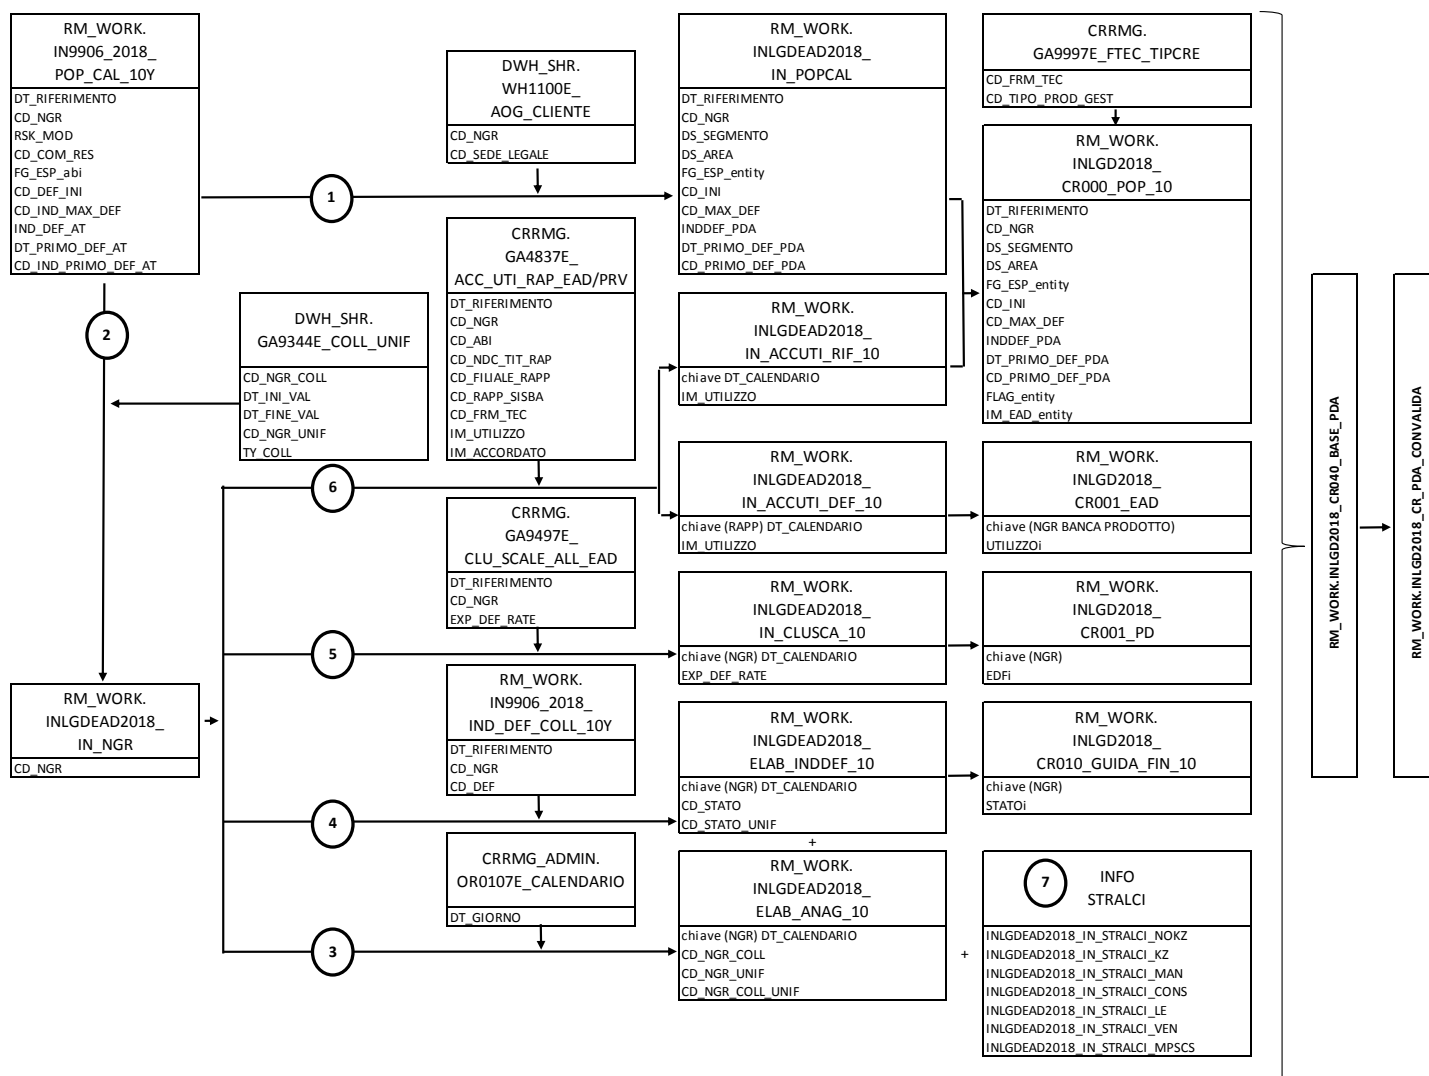 RM_WORK.
IN9906_2018_
POP_CAL_10Y
DT_RIFERIMENTO
CD_NGR
RSK_MOD
CD_COM_RES
FG_ESP_abi
CD_DEF_INI
CD_IND_MAX_DEF
IND_DEF_AT
DT_PRIMO_DEF_AT
CD_IND_PRIMO_DEF_AT
DWH_SHR.
WH1100E_
AOG_CLIENTE
CD_NGR
CD_SEDE_LEGALE
1
RM_WORK.
INLGDEAD2018_
IN_POPCAL
DT_RIFERIMENTO
CD_NGR
DS_SEGMENTO
DS_AREA
FG_ESP_entity
CD_INI
CD_MAX_DEF
INDDEF_PDA
DT_PRIMO_DEF_PDA
CD_PRIMO_DEF_PDA
CRRMG.
GA9997E_FTEC_TIPCRE
CD_FRM_TEC
CD_TIPO_PROD_GEST
RM_WORK.
INLGD2018_
CR000_POP_10
DT_RIFERIMENTO
CD_NGR
DS_SEGMENTO
DS_AREA
FG_ESP_entity
CD_INI
CD_MAX_DEF
INDDEF_PDA
DT_PRIMO_DEF_PDA
CD_PRIMO_DEF_PDA
FLAG_entity
IM_EAD_entity
2
DWH_SHR.
GA9344E_COLL_UNIF
CD_NGR_COLL
DT_INI_VAL
DT_FINE_VAL
CD_NGR_UNIF
TY_COLL
CRRMG.
GA4837E_
ACC_UTI_RAP_EAD/PRV
DT_RIFERIMENTO
CD_NGR
CD_ABI
CD_NDC_TIT_RAP
CD_FILIALE_RAPP
CD_RAPP_SISBA
CD_FRM_TEC
IM_UTILIZZO
IM_ACCORDATO
RM_WORK.
INLGDEAD2018_
IN_ACCUTI_RIF_10
chiave DT_CALENDARIO
IM_UTILIZZO
6
RM_WORK.
INLGDEAD2018_
IN_ACCUTI_DEF_10
chiave (RAPP) DT_CALENDARIO
IM_UTILIZZO
RM_WORK.
INLGD2018_
CR001_EAD
chiave (NGR BANCA PRODOTTO)
UTILIZZOi
CRRMG.
GA9497E_
CLU_SCALE_ALL_EAD
DT_RIFERIMENTO
CD_NGR
EXP_DEF_RATE
5
RM_WORK.
INLGDEAD2018_
IN_CLUSCA_10
chiave (NGR) DT_CALENDARIO
EXP_DEF_RATE
RM_WORK.
INLGD2018_
CR001_PD
chiave (NGR)
EDFi
RM_WORK.
INLGDEAD2018_
IN_NGR
CD_NGR
RM_WORK.
IN9906_2018_
IND_DEF_COLL_10Y
DT_RIFERIMENTO
CD_NGR
CD_DEF
4
RM_WORK.
INLGDEAD2018_
ELAB_INDDEF_10
chiave (NGR) DT_CALENDARIO
CD_STATO
CD_STATO_UNIF
RM_WORK.
INLGD2018_
CR010_GUIDA_FIN_10
chiave (NGR)
STATOi
+
CRRMG_ADMIN.
OR0107E_CALENDARIO
DT_GIORNO
3
RM_WORK.
INLGDEAD2018_
ELAB_ANAG_10
chiave (NGR) DT_CALENDARIO
CD_NGR_COLL
CD_NGR_UNIF
CD_NGR_COLL_UNIF
+
7
INFO
STRALCI
INLGDEAD2018_IN_STRALCI_NOKZ
INLGDEAD2018_IN_STRALCI_KZ
INLGDEAD2018_IN_STRALCI_MAN
INLGDEAD2018_IN_STRALCI_CONS
INLGDEAD2018_IN_STRALCI_LE
INLGDEAD2018_IN_STRALCI_VEN
INLGDEAD2018_IN_STRALCI_MPSCS
RM_WORK.INLGD2018_CR040_BASE_PDA
RM_WORK.INLGD2018_CR_PDA_CONVALIDA